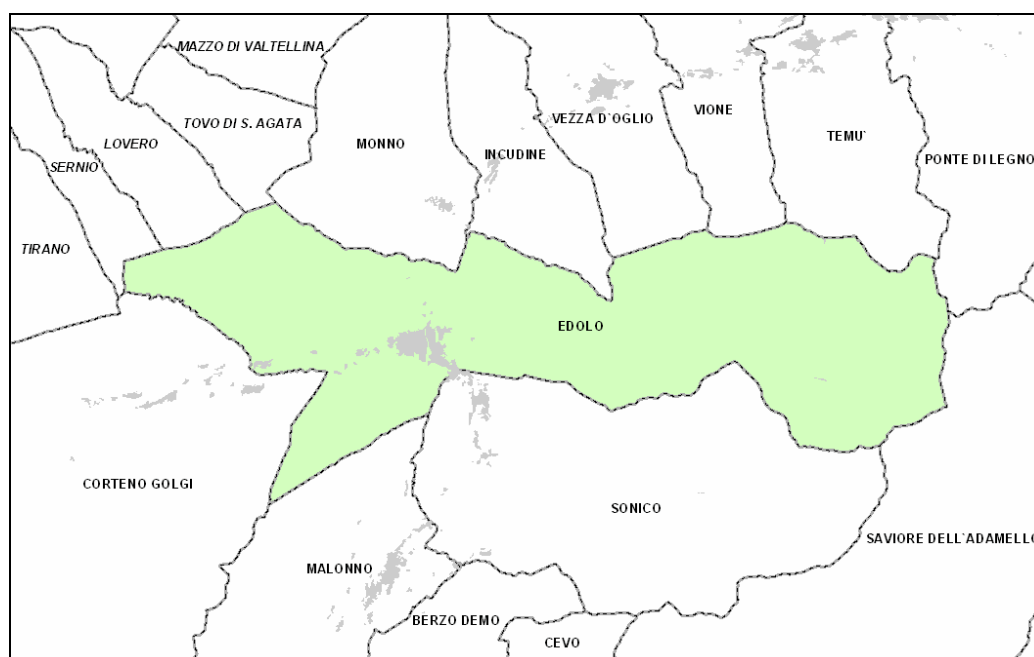 MAZZO DI VALTELLINA
TOVO DI S. AGATA
LOVERO
SERNIO
TIRANO
MONNO
INCUDINE
VEZZA D`OGLIO
VIONE
TEMU`
PONTE DI LEGNO
EDOLO
CORTENO GOLGI
SONICO
SAVIORE DELL`ADAMELLO
MALONNO
BERZO DEMO
CEVO